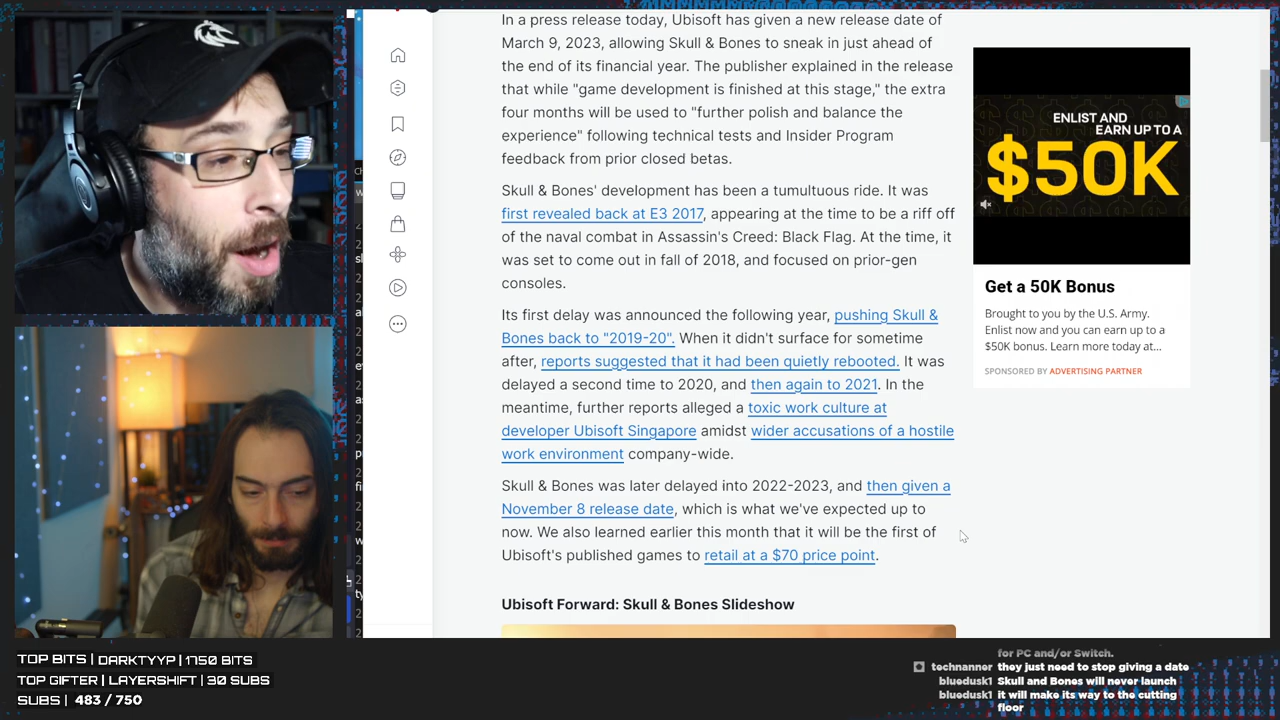 In a press release today, Ubisoft has given a new release date of
March 9, 2023, allowing Skull & Bones to sneak in just ahead of
the end of its financial year. The publisher explained in the release
that while "game development is finished at this stage," the extra
four months will be used to "further polish and balance the
experience" following technical tests and Insider Program
feedback from prior closed betas.
Skull & Bones' development has been a tumultuous ride. It was
first revealed back at E3 2017, appearing at the time to be a riff off
of the naval combat in Assassin's Creed: Black Flag. At the time, it
was set to come out in fall of 2018, and focused on prior-gen
consoles.
Its first delay was announced the following year, pushing Skull &
Bones back to "2019-20". When it didn't surface for sometime
after, reports suggested that it had been quietly rebooted. It was
delayed a second time to 2020, and then again to 2021. In the
meantime, further reports alleged a toxic work culture at
developer Ubisoft Singapore amidst wider accusations of a hostile
work environment company-wide.
Skull & Bones was later delayed into 2022-2023, and then given a
November 8 release date, which is what we've expected up to
now. We also learned earlier this month that it will be the first of
Ubisoft's published games to retail at a $70 price point.
Ubisoft Forward: Skull & Bones Slideshow
ENLIST AND
EARN UP TO A
$50K
Get a 50K Bonus
Brought to you by the U.S. Army.
Enlist now and you can earn up to a
$50K bonus. Learn more today at...
SPONSORED BY ADVERTISING PARTNER
TOP BITS | DARKTYYP | 1750 BITS
TOP GIFTER | LAYERSHIFT | 30 SUBS
SUBS | 483 / 750
for PC and/or Switch.
technanner they just need to stop giving a date
bluedusk1 Skull and Bones will never launch
bluedusk1 it will make its way to the cutting
floor